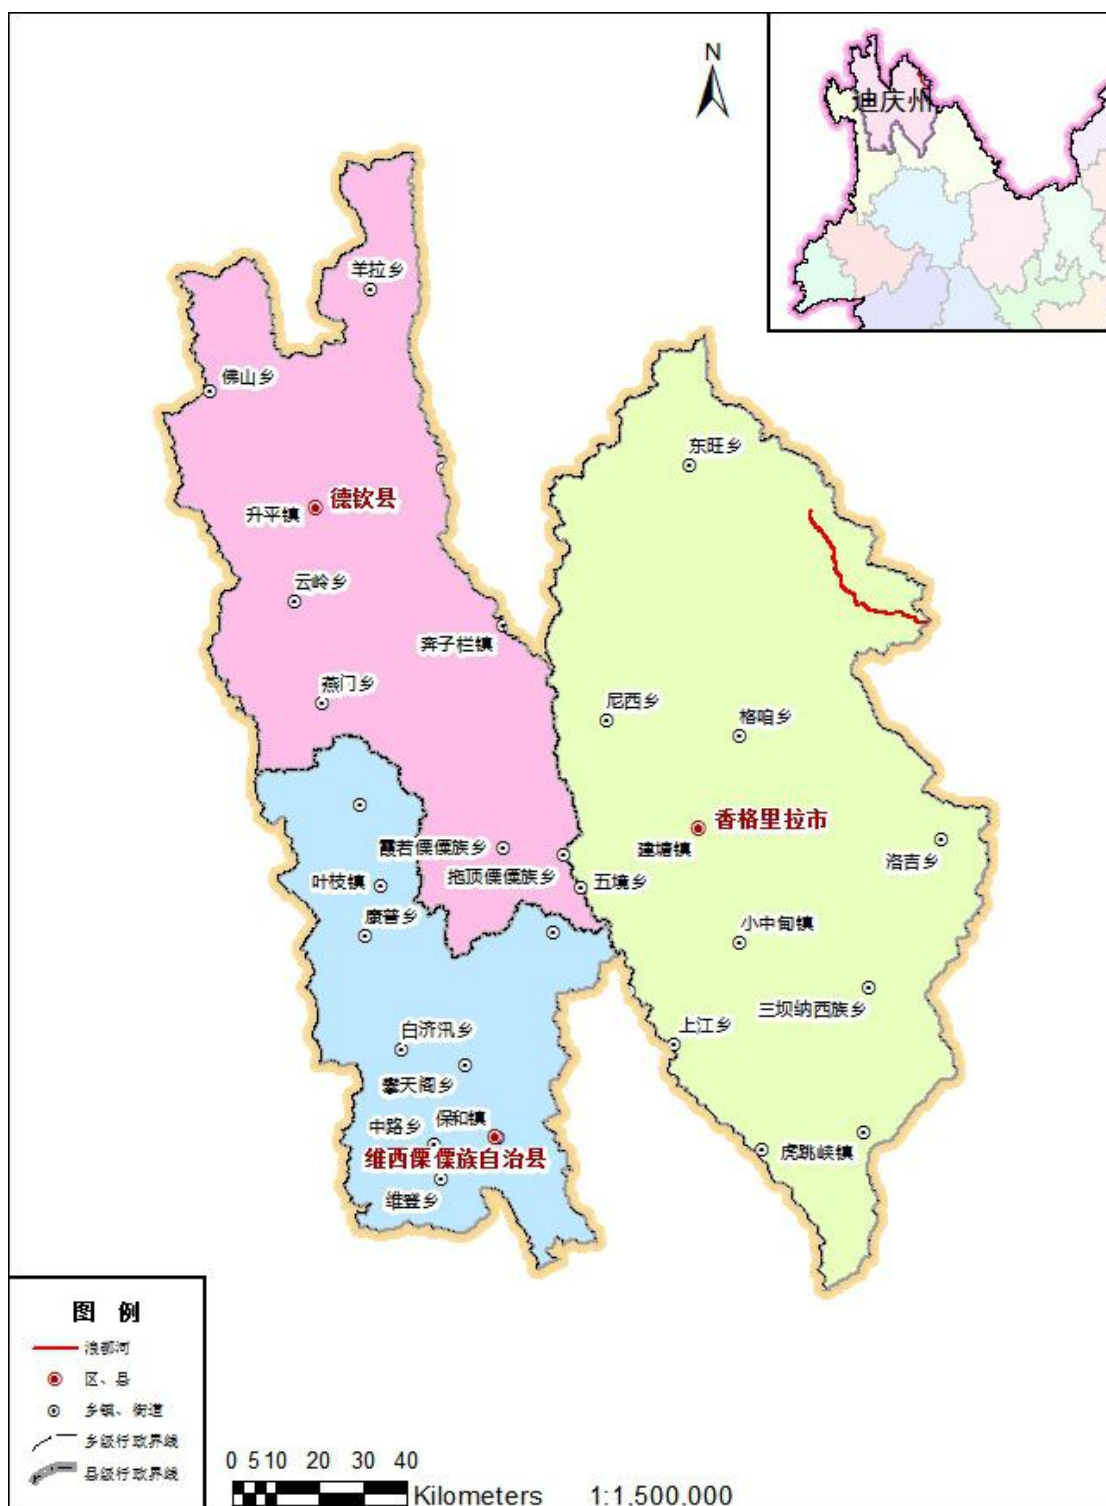 N
迪庆州
羊拉乡
佛山乡
东旺乡
升平镇
德钦县
云岭乡
奔子栏镇
燕门乡
尼西乡
格咱乡
香格里拉市
建塘镇
洛吉乡
霞若傈僳族乡
拖顶傈僳族乡
五境乡
叶枝镇
康普乡
小中甸镇
三坝纳西族乡
上江乡
白济汛乡
攀天阁乡
保和镇
中路乡
虎跳峡镇
维西傈僳族自治县
维登乡
图 例
浪都河
区、县
乡镇、街道
乡级行政界线
县级行政界线
0 5 10 20 30 40
Kilometers
1:1,500,000